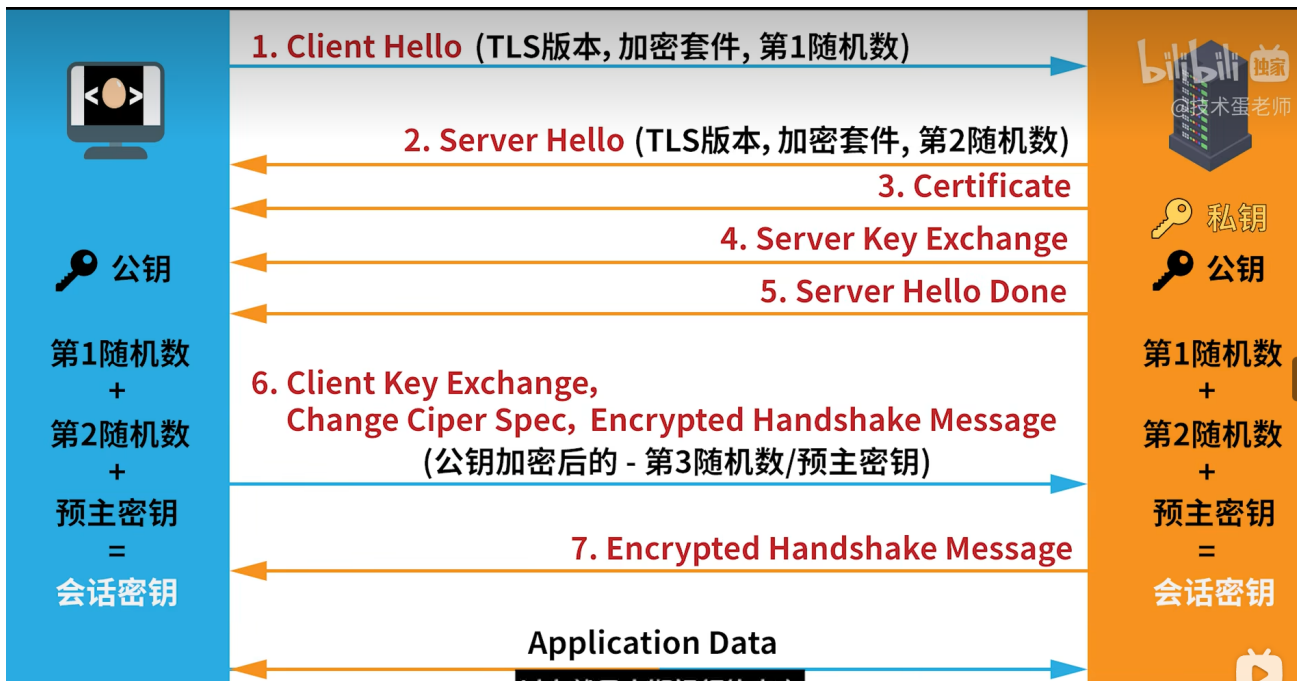 1. Client Hello (TLS版本, 加密套件, 第1随机数)
bilibili 独家
@技术蛋老师
< >
2. Server Hello (TLS版本, 加密套件, 第2随机数)
3. Certificate
私钥
4. Server Key Exchange
公钥
公钥
5. Server Hello Done
第1随机数
+
第2随机数
+
预主密钥
=
会话密钥
6. Client Key Exchange,
Change Ciper Spec, Encrypted Handshake Message
(公钥加密后的 - 第3随机数/预主密钥)
7. Encrypted Handshake Message
Application Data
第1随机数
+
第2随机数
+
预主密钥
=
会话密钥